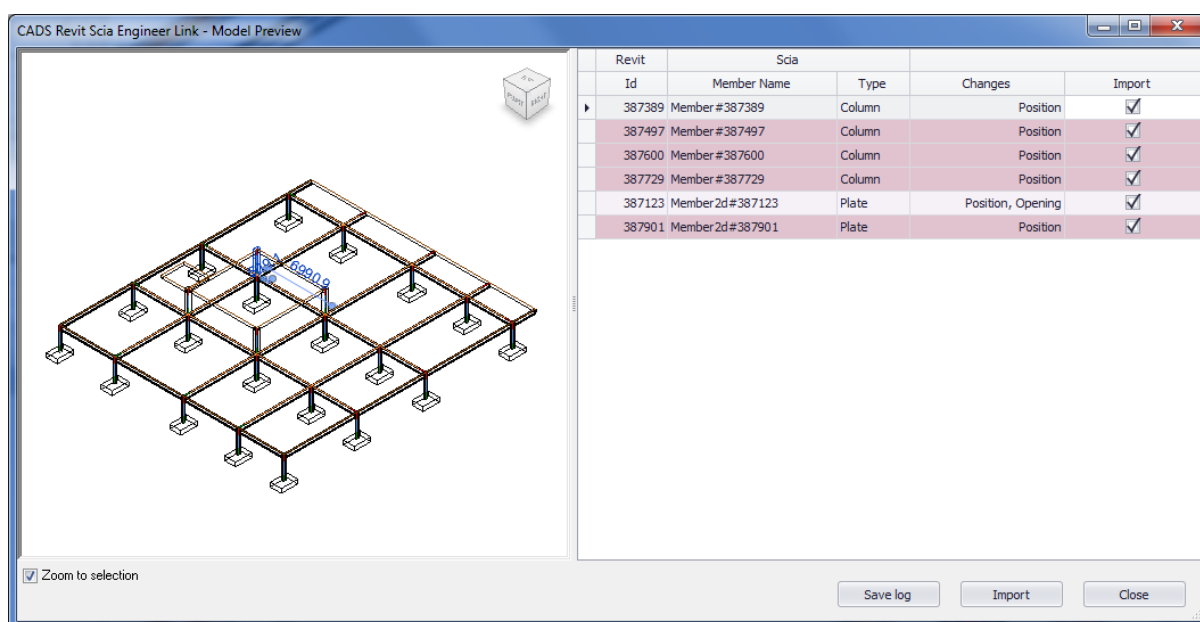 CADS Revit Scia Engineer Link - Model Preview
Revit Scia
Id Member Name Type Changes Import
387389 Member#387389 Column Position
387497 Member#387497 Column Position
387600 Member#387600 Column Position
387729 Member#387729 Column Position
387123 Member2d#387123 Plate Position, Opening
387901 Member2d#387901 Plate Position
6990.9
Zoom to selection
Save log Import Close